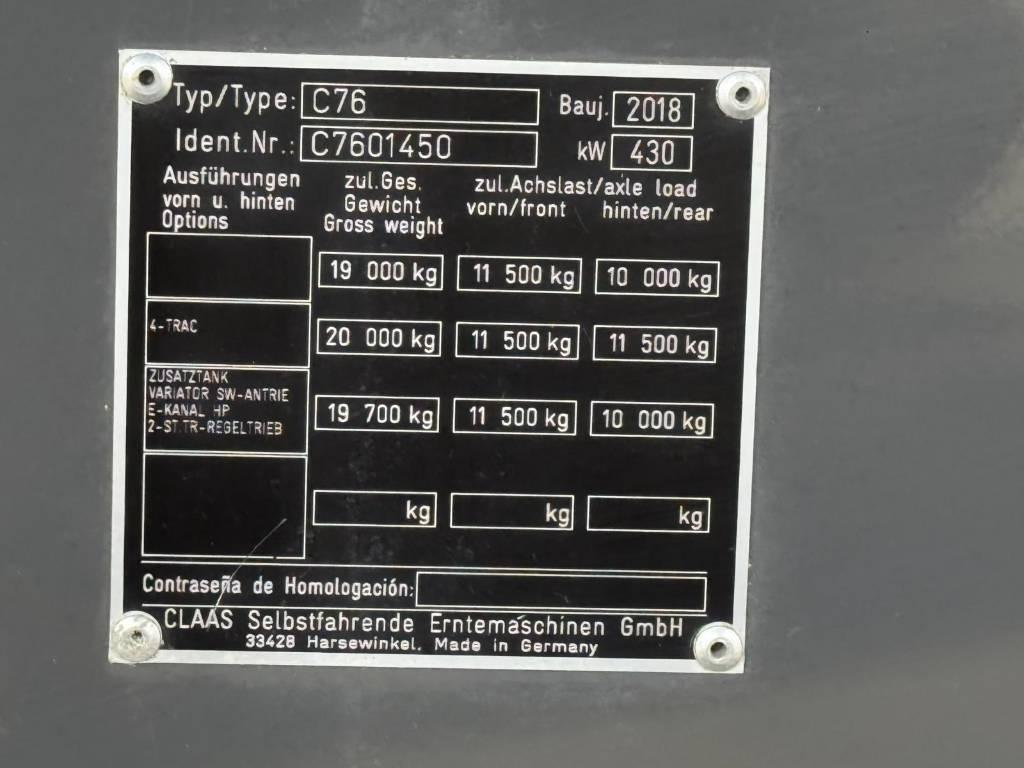 Typ/Type: C76 Bauj. 2018
Ident.Nr.: C7601450 kW 430
Ausführungen zul.Ges. zul.Achslast/axle load
vorn u. hinten Gewicht vorn/front hinten/rear
Options Gross weight
19 000 kg 11 500 kg 10 000 kg
4-TRAC 20 000 kg 11 500 kg 11 500 kg
ZUSATZTANK
VARIATOR SW-ANTRIE
E-KANAL HP 19 700 kg 11 500 kg 10 000 kg
2-ST.TR-REGELTRIEB
kg kg kg
Contraseña de Homologación:
CLAAS Selbstfahrende Erntemaschinen GmbH
33428 Harsewinkel. Made in Germany